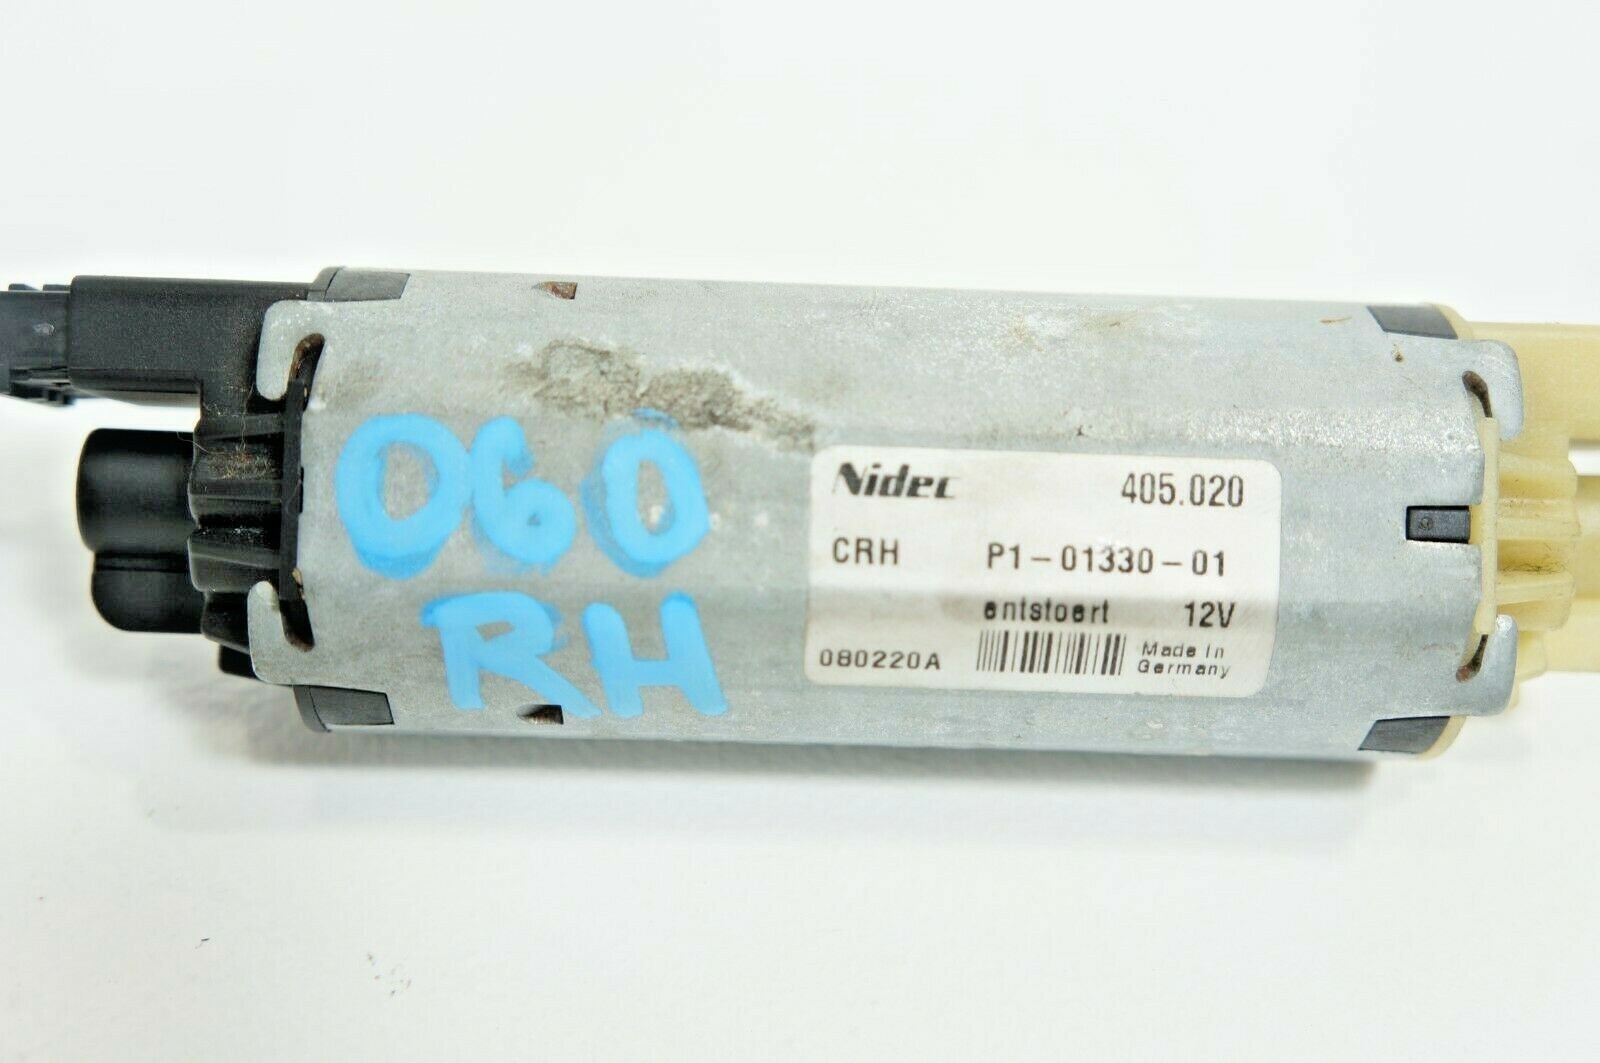 060
RH
Nidec 405.020
CRH P1-01330-01
entstoert 12V
080220A Made in
Germany